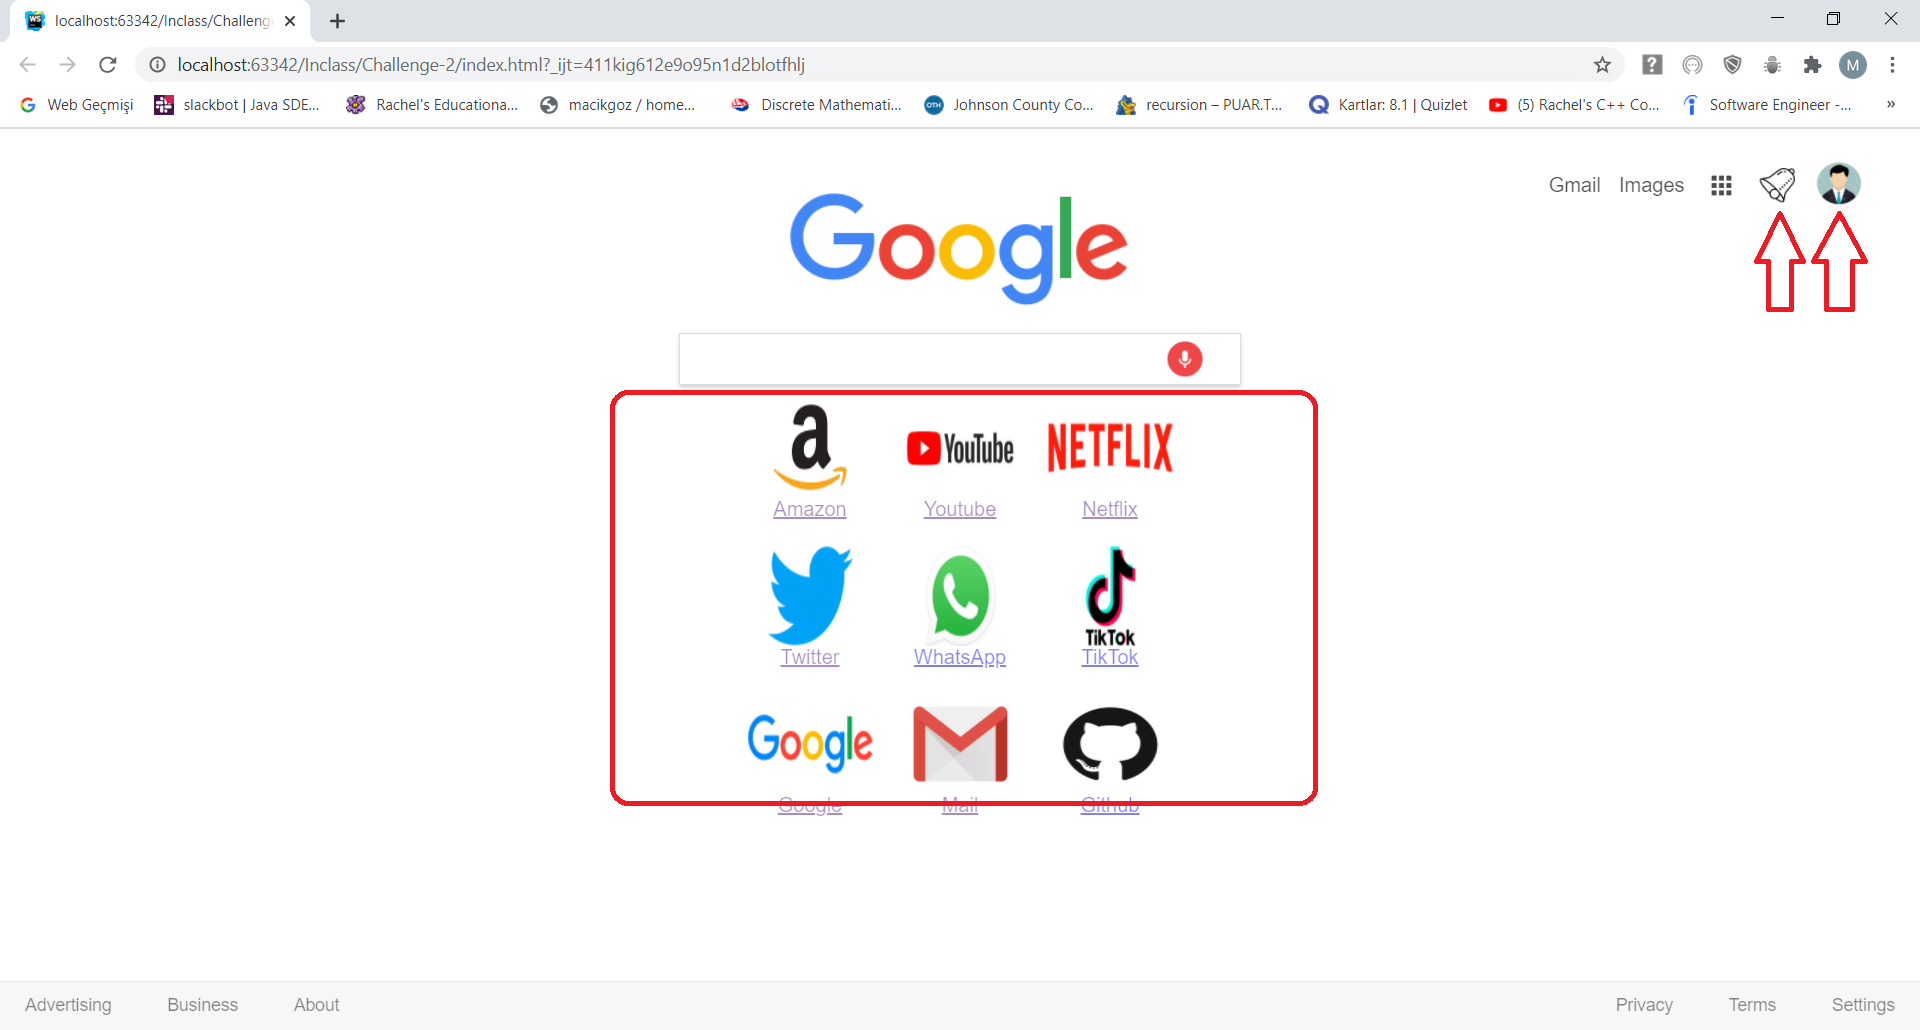 localhost:63342/Inclass/Challeng
localhost:63342/Inclass/Challenge-2/index.html?_ijt=411kig612e9o95n1d2blotfhlj
M
Web Geçmişi slackbot | Java SDE... Rachel's Educationa... macikgoz / home... Discrete Mathemati... Johnson County Co... recursion – PUAR.T... Kartlar: 8.1 | Quizlet (5) Rachel's C++ Co... Software Engineer -... »
Gmail Images
Google
a YouTube NETFLIX
Amazon Youtube Netflix
TikTok
Twitter WhatsApp TikTok
Google
Google Mail Github
Advertising Business About Privacy Terms Settings